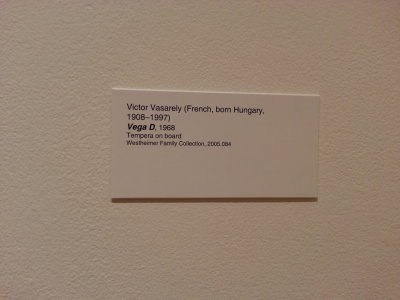 Victor Vasarely (French, born Hungary,
1908–1997)
Vega D, 1968
Tempera on board
Westheimer Family Collection, 2005.084